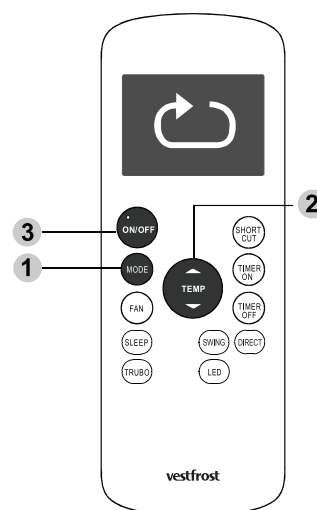 2
3
ON/OFF
SHORT
CUT
1
MODE
TEMP
TIMER
ON
FAN
TIMER
OFF
SLEEP
SWING
DIRECT
TRUBO
LED
vestfrost